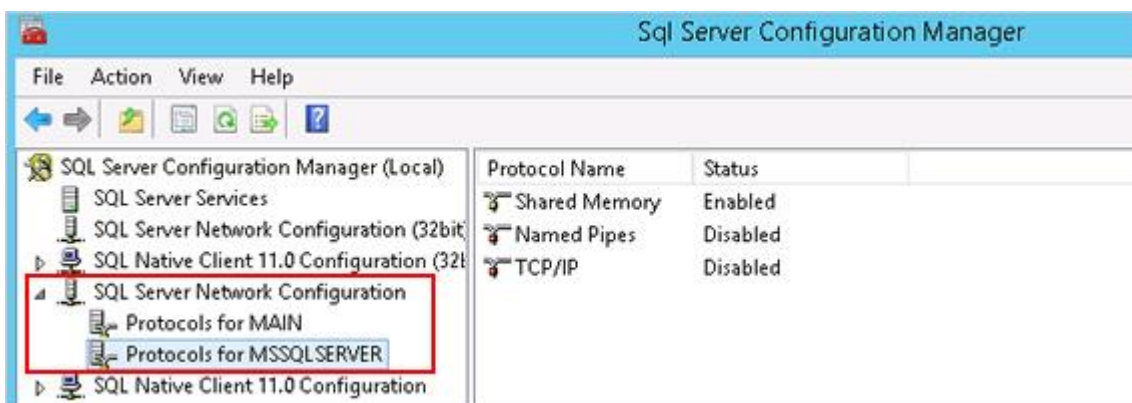 Sql Server Configuration Manager
File Action View Help
SQL Server Configuration Manager (Local)
SQL Server Services
SQL Server Network Configuration (32bit
SQL Native Client 11.0 Configuration (32b
SQL Server Network Configuration
Protocols for MAIN
Protocols for MSSQLSERVER
SQL Native Client 11.0 Configuration
Protocol Name Status
Shared Memory Enabled
Named Pipes Disabled
TCP/IP Disabled